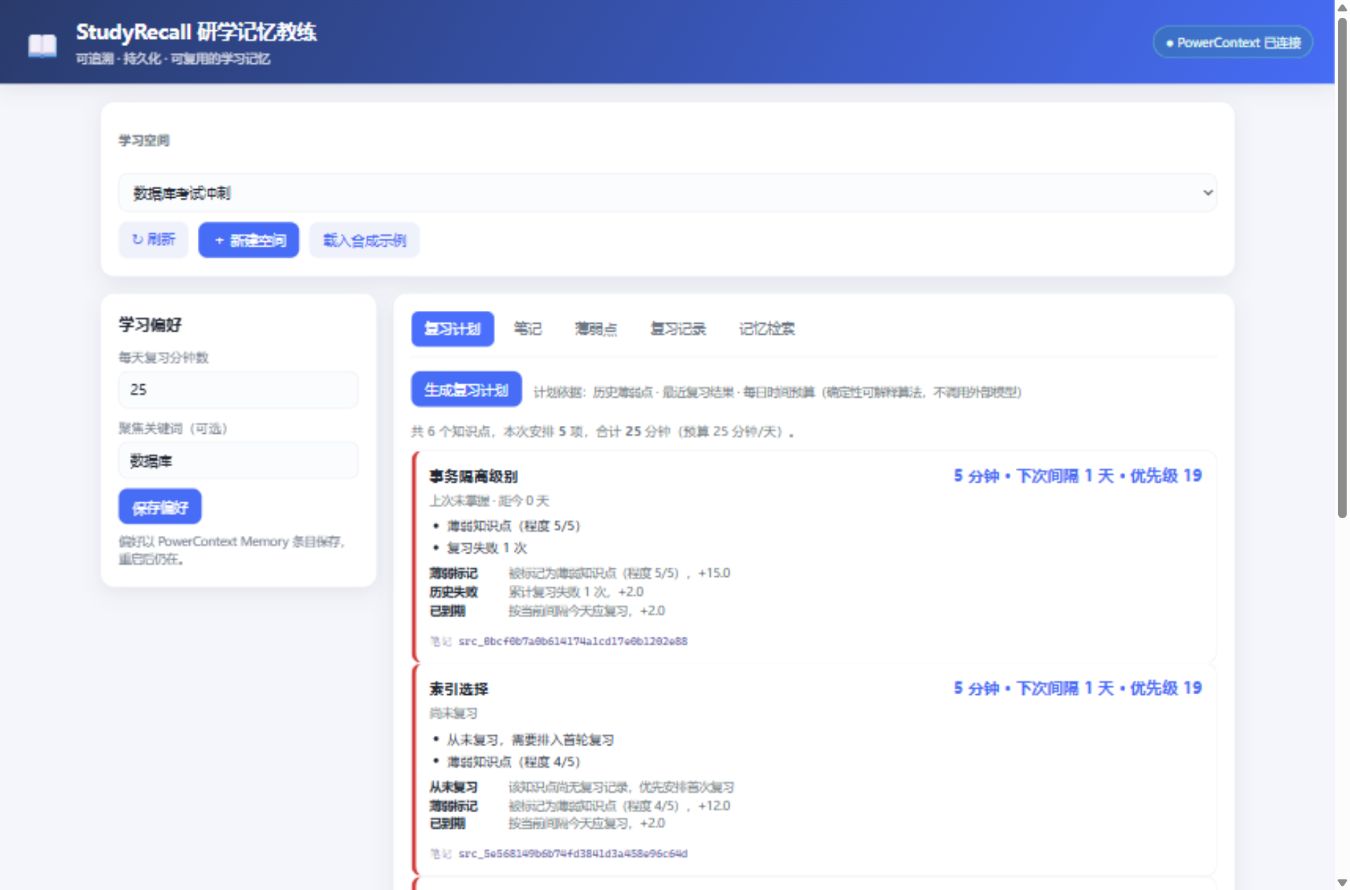 StudyRecall 研学记忆教练
可追溯 · 持久化 · 可复用的学习记忆
● PowerContext 已连接
学习空间
数据库考试冲刺
↻ 刷新
＋ 新建空间
载入合成示例
学习偏好
每天复习分钟数
25
聚焦关键词（可选）
数据库
保存偏好
偏好以 PowerContext Memory 条目保存，
重启后仍在。
复习计划
笔记
薄弱点
复习记录
记忆检索
生成复习计划
计划依据：历史薄弱点 · 最近复习结果 · 每日时间预算（确定性可解释算法，不调用外部模型）
共 6 个知识点，本次安排 5 项，合计 25 分钟（预算 25 分钟/天）。
事务隔离级别
5 分钟 • 下次间隔 1 天 • 优先级 19
上次未掌握 · 距今 0 天
• 薄弱知识点（程度 5/5）
• 复习失败 1 次
薄弱标记 被标记为薄弱知识点（程度 5/5），+15.0
历史失败 累计复习失败 1 次，+2.0
已到期 按当前间隔今天应复习，+2.0
笔记 src_0bcf0b7a0b614174a1cd17e0b1202e88
索引选择
5 分钟 • 下次间隔 1 天 • 优先级 19
尚未复习
• 从未复习，需要排入首轮复习
• 薄弱知识点（程度 4/5）
从未复习 该知识点尚无复习记录，优先安排首次复习
薄弱标记 被标记为薄弱知识点（程度 4/5），+12.0
已到期 按当前间隔今天应复习，+2.0
笔记 src_5e568149b6b74fd3841d3a458e96c64d